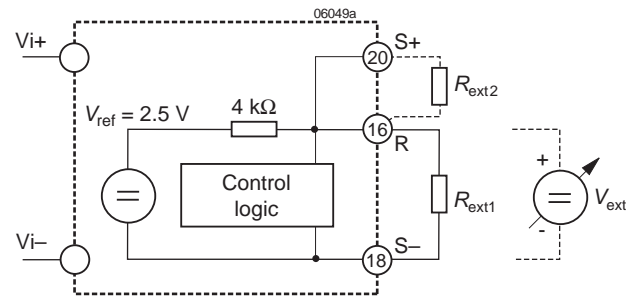 06049a
Vi+
S+
20
Rext2
Vref = 2.5 V
4 kΩ
16
R
Control
logic
Rext1
+
Vext
-
Vi–
S–
18